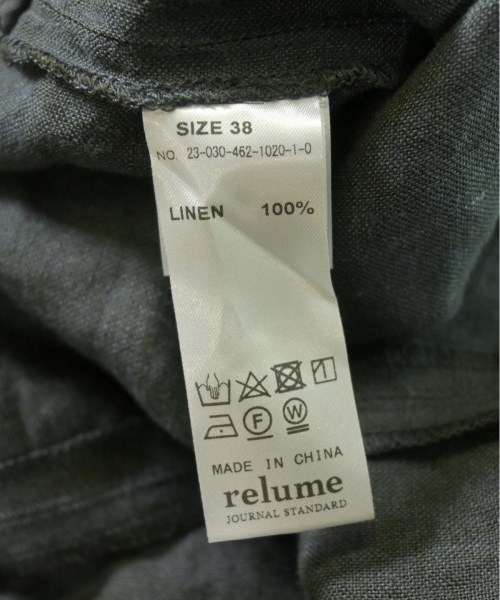 SIZE 38
NO. 23-030-462-1020-1-0
LINEN 100%
F W
MADE IN CHINA
relume
JOURNAL STANDARD